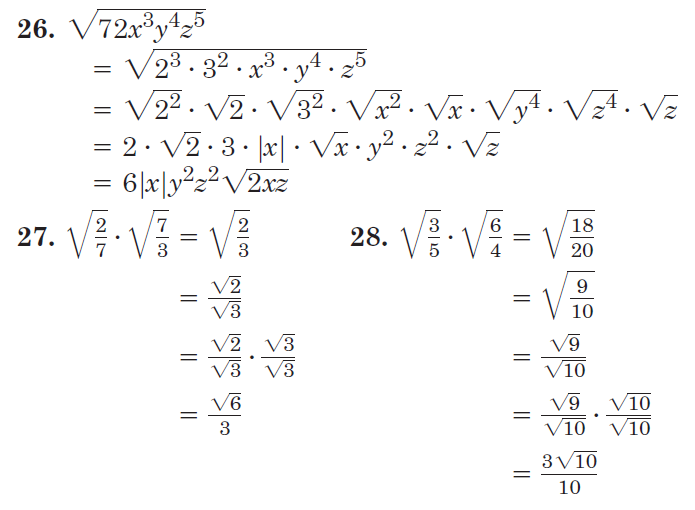 26. √(72x³y⁴z⁵)
= √(2³ · 3² · x³ · y⁴ · z⁵)
= √(2²) · √2 · √(3²) · √(x²) · √x · √(y⁴) · √(z⁴) · √z
= 2 · √2 · 3 · |x| · √x · y² · z² · √z
= 6|x|y²z²√(2xz)
27. √(2/7) · √(7/3) = √(2/3)
= √2/√3
= √2/√3 · √3/√3
= √6/3
28. √(3/5) · √(6/4) = √(18/20)
= √(9/10)
= √9/√10
= √9/√10 · √10/√10
= 3√10/10